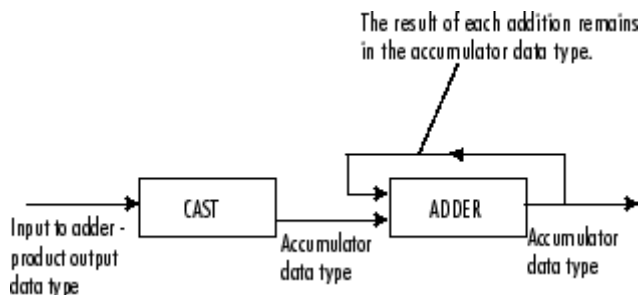 The result of each addition remains
in the accumulator data type.
CAST
ADDER
Input to adder -
product output
data type
Accumulator
data type
Accumulator
data type